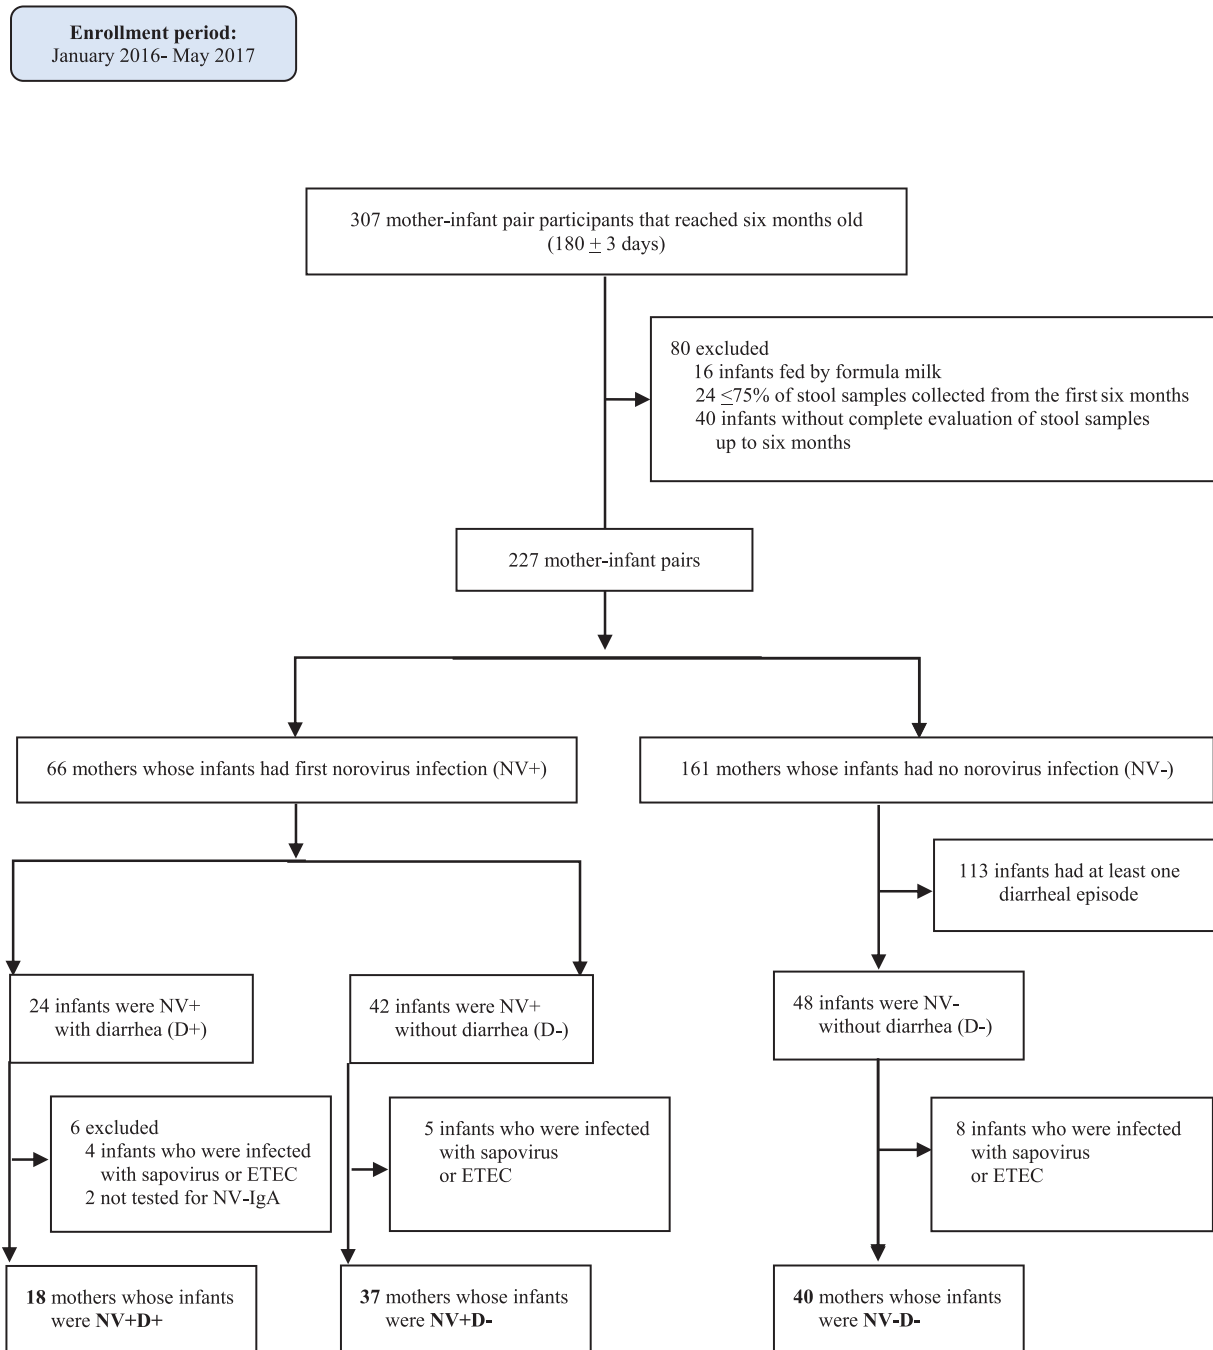 Enrollment period:
January 2016- May 2017
307 mother-infant pair participants that reached six months old
(180 ± 3 days)
80 excluded
16 infants fed by formula milk
24 ≤75% of stool samples collected from the first six months
40 infants without complete evaluation of stool samples
up to six months
227 mother-infant pairs
66 mothers whose infants had first norovirus infection (NV+)
161 mothers whose infants had no norovirus infection (NV-)
113 infants had at least one
diarrheal episode
24 infants were NV+
with diarrhea (D+)
42 infants were NV+
without diarrhea (D-)
48 infants were NV-
without diarrhea (D-)
6 excluded
4 infants who were infected
with sapovirus or ETEC
2 not tested for NV-IgA
5 infants who were infected
with sapovirus
or ETEC
8 infants who were infected
with sapovirus
or ETEC
18 mothers whose infants
were NV+D+
37 mothers whose infants
were NV+D-
40 mothers whose infants
were NV-D-